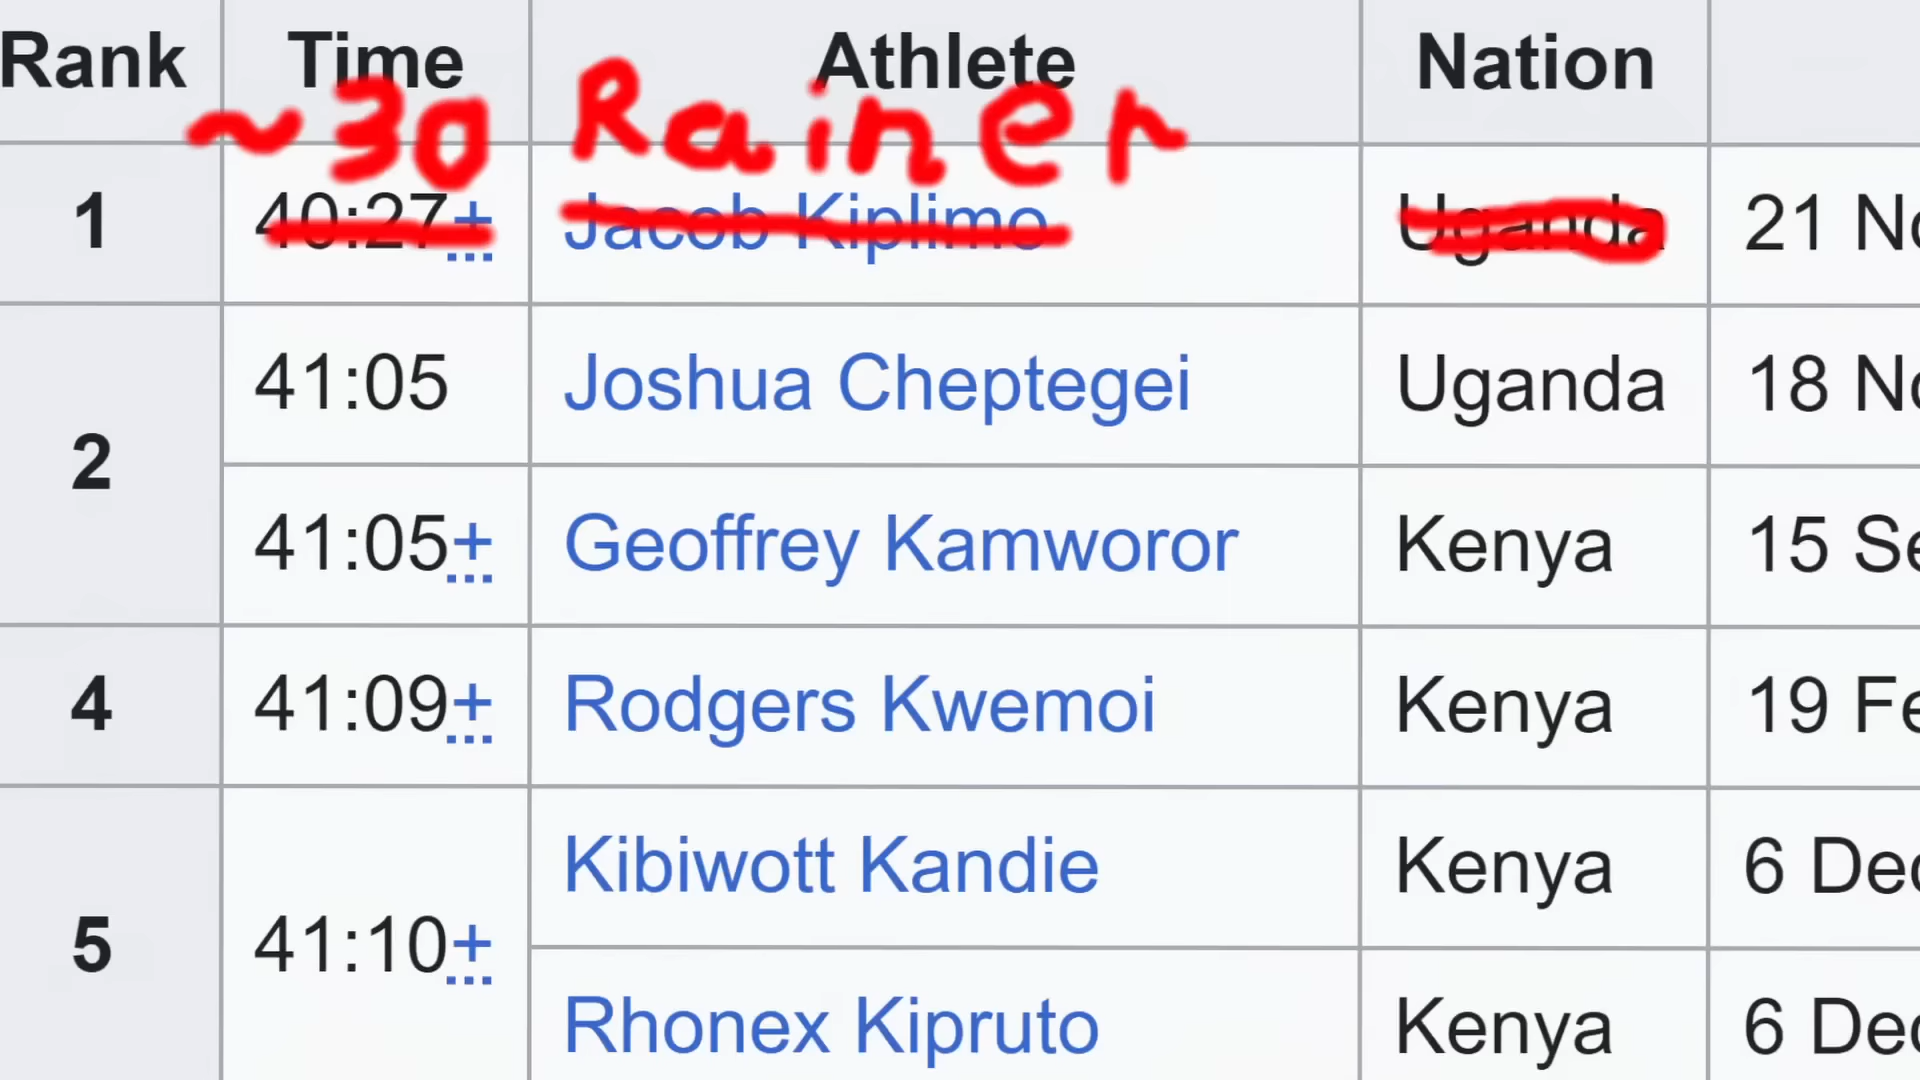 Rank Time Athlete Nation
~30 Rainer
1 40:27+ Jacob Kiplimo Uganda 21 No
2 41:05 Joshua Cheptegei Uganda 18 No
41:05+ Geoffrey Kamworor Kenya 15 Se
4 41:09+ Rodgers Kwemoi Kenya 19 Fe
5 41:10+ Kibiwott Kandie Kenya 6 Dec
Rhonex Kipruto Kenya 6 Dec